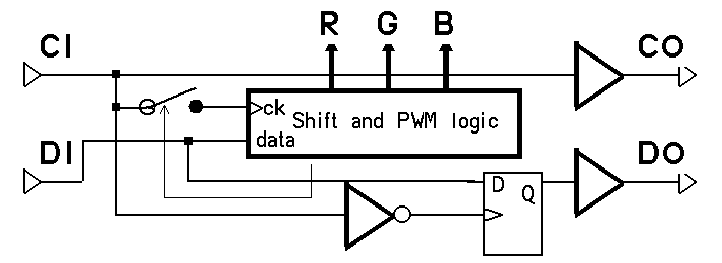 R G B
CI CO
ck
Shift and PWM logic
data
DI DO
D
Q